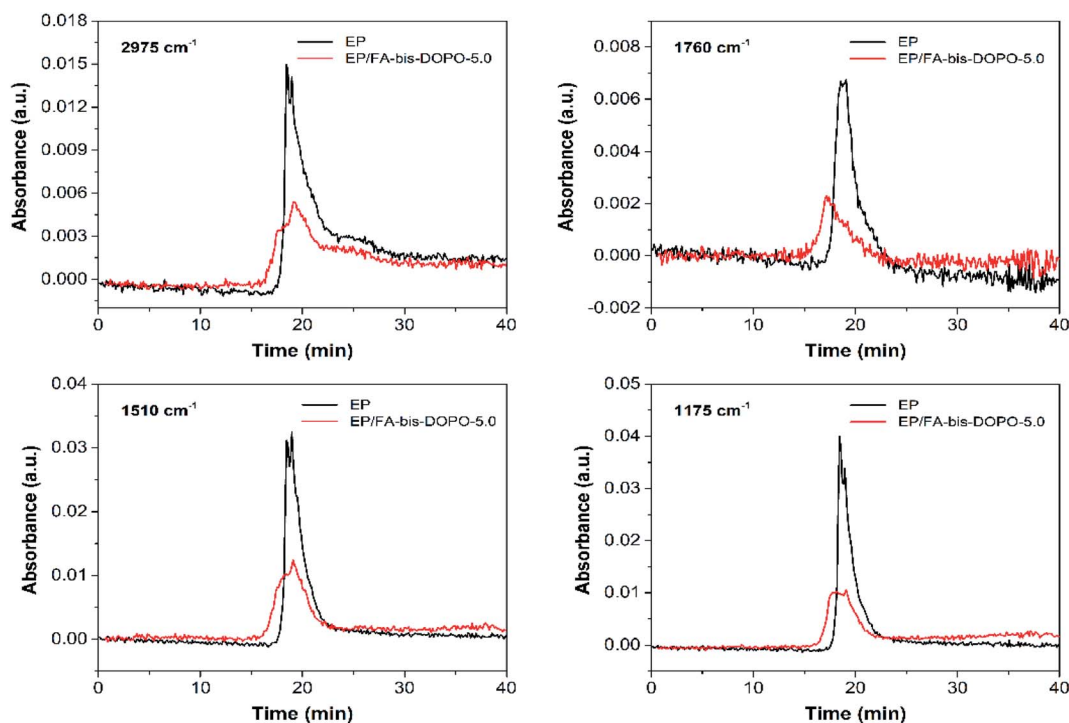 2975 cm⁻¹
EP
EP/FA-bis-DOPO-5.0
0.018
0.015
0.012
0.009
0.006
0.003
0.000
Absorbance (a.u.)
0 10 20 30 40
Time (min)
1760 cm⁻¹
EP
EP/FA-bis-DOPO-5.0
0.008
0.006
0.004
0.002
0.000
-0.002
Absorbance (a.u.)
0 10 20 30 40
Time (min)
1510 cm⁻¹
EP
EP/FA-bis-DOPO-5.0
0.04
0.03
0.02
0.01
0.00
Absorbance (a.u.)
0 10 20 30 40
Time (min)
1175 cm⁻¹
EP
EP/FA-bis-DOPO-5.0
0.05
0.04
0.03
0.02
0.01
0.00
Absorbance (a.u.)
0 10 20 30 40
Time (min)